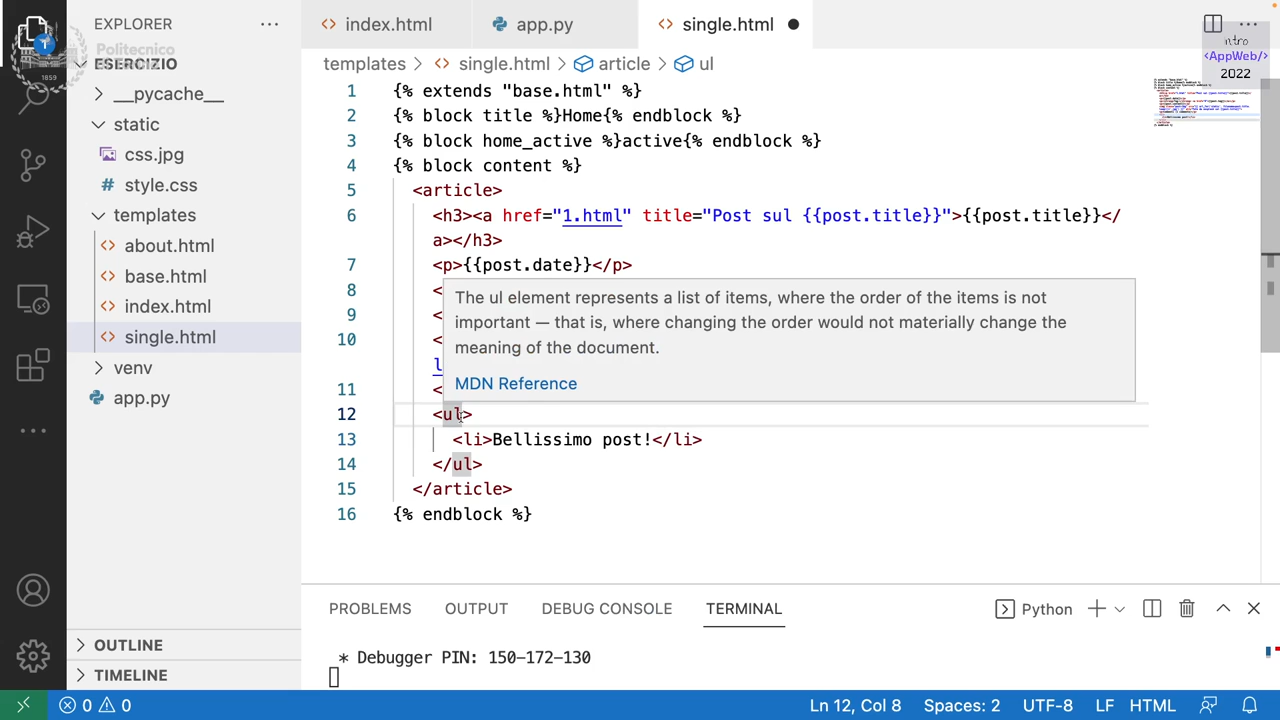 EXPLORER
index.html
app.py
single.html
Politecnico
1859
ESERCIZIO
ntro
<AppWeb/>
2022
templates > single.html > article > ul
__pycache__
static
css.jpg
style.css
templates
about.html
base.html
index.html
single.html
venv
app.py
OUTLINE
TIMELINE
1 {% extends "base.html" %}
2 {% block title %}Home{% endblock %}
3 {% block home_active %}active{% endblock %}
4 {% block content %}
5 <article>
6 <h3><a href="1.html" title="Post sul {{post.title}}">{{post.title}}</
a></h3>
7 <p>{{post.date}}</p>
8 <
The ul element represents a list of items, where the order of the items is not
9 <
important — that is, where changing the order would not materially change the
10 <
meaning of the document.
l
MDN Reference
11 <
12 <ul>
13 <li>Bellissimo post!</li>
14 </ul>
15 </article>
16 {% endblock %}
PROBLEMS OUTPUT DEBUG CONSOLE TERMINAL
Python
* Debugger PIN: 150-172-130
0 0
Ln 12, Col 8 Spaces: 2 UTF-8 LF HTML